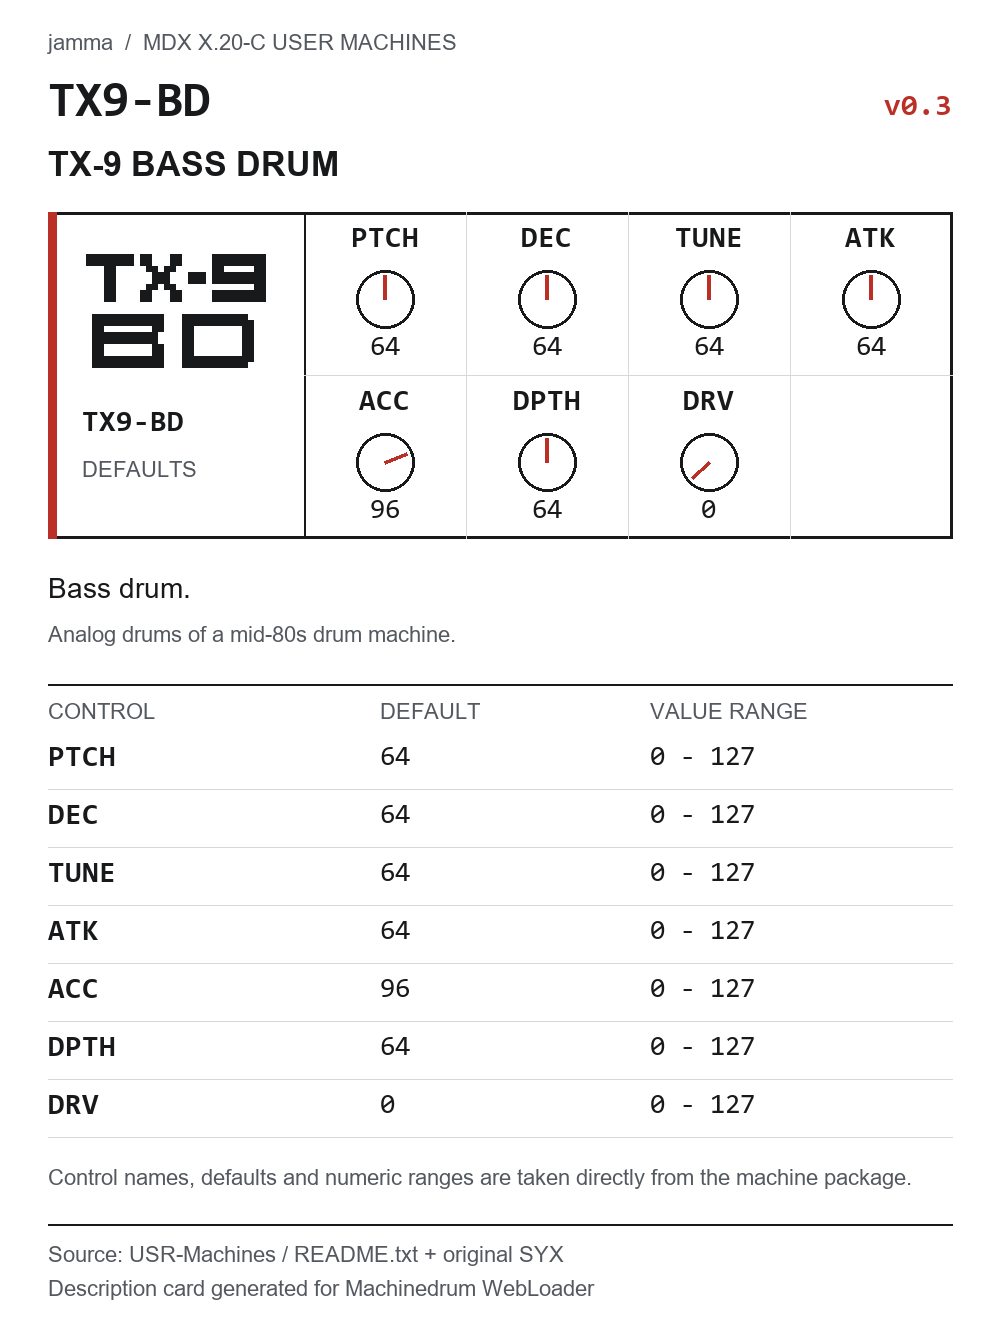 jamma / MDX X.20-C USER MACHINES
TX9-BD
v0.3
TX-9 BASS DRUM
TX-9
BD
TX9-BD
DEFAULTS
PTCH DEC TUNE ATK
64 64 64 64
ACC DPTH DRV
96 64 0
Bass drum.
Analog drums of a mid-80s drum machine.
CONTROL DEFAULT VALUE RANGE
PTCH 64 0 - 127
DEC 64 0 - 127
TUNE 64 0 - 127
ATK 64 0 - 127
ACC 96 0 - 127
DPTH 64 0 - 127
DRV 0 0 - 127
Control names, defaults and numeric ranges are taken directly from the machine package.
Source: USR-Machines / README.txt + original SYX
Description card generated for Machinedrum WebLoader